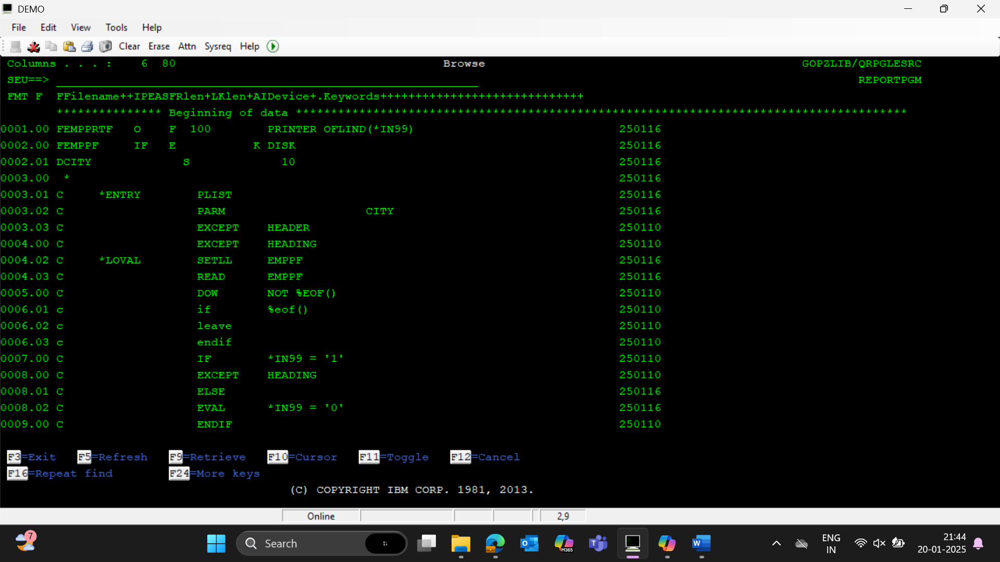 DEMO
File Edit View Tools Help
Clear Erase Attn Sysreq Help
Columns . . . : 6 80 Browse GOPZLIB/QRPGLESRC
SEU==> REPORTPGM
FMT F FFilename++IPEASFRlen+LKlen+AIDevice+.Keywords+++++++++++++++++++++++++++++
*************** Beginning of data ***************************************************************************************
0001.00 FEMPPRTF O F 100 PRINTER OFLIND(*IN99) 250116
0002.00 FEMPPF IF E K DISK 250116
0002.01 DCITY S 10 250116
0003.00 * 250116
0003.01 C *ENTRY PLIST 250116
0003.02 C PARM CITY 250116
0003.03 C EXCEPT HEADER 250110
0004.00 C EXCEPT HEADING 250110
0004.02 C *LOVAL SETLL EMPPF 250116
0004.03 C READ EMPPF 250116
0005.00 C DOW NOT %EOF() 250110
0006.01 c if %eof() 250110
0006.02 c leave 250110
0006.03 c endif 250110
0007.00 C IF *IN99 = '1' 250110
0008.00 C EXCEPT HEADING 250110
0008.01 C ELSE 250116
0008.02 C EVAL *IN99 = '0' 250116
0009.00 C ENDIF 250110
F3=Exit F5=Refresh F9=Retrieve F10=Cursor F11=Toggle F12=Cancel
F16=Repeat find F24=More keys
(C) COPYRIGHT IBM CORP. 1981, 2013.
Online 2,9
7 Search M365 ENG 21:44
IN 20-01-2025